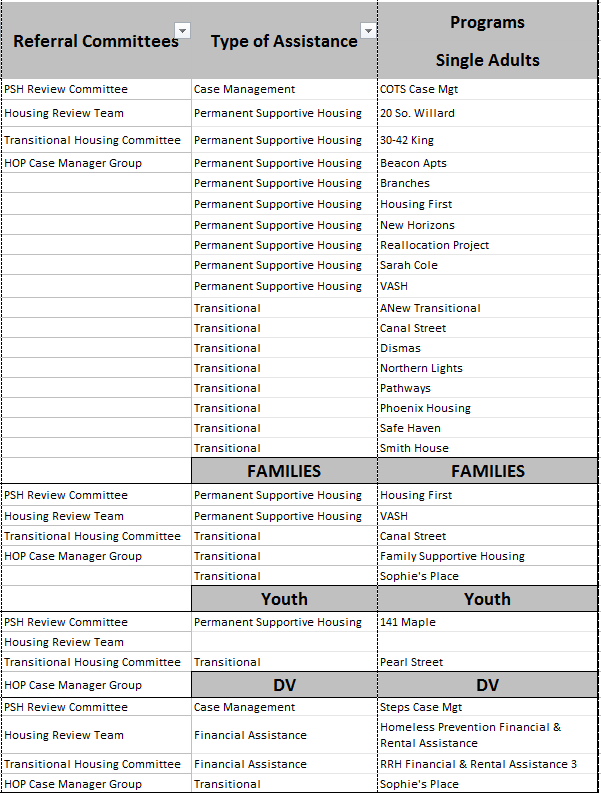 Programs
Referral Committees Type of Assistance
Single Adults
PSH Review Committee Case Management COTS Case Mgt
Housing Review Team Permanent Supportive Housing 20 So. Willard
Transitional Housing Committee Permanent Supportive Housing 30-42 King
HOP Case Manager Group Permanent Supportive Housing Beacon Apts
Permanent Supportive Housing Branches
Permanent Supportive Housing Housing First
Permanent Supportive Housing New Horizons
Permanent Supportive Housing Reallocation Project
Permanent Supportive Housing Sarah Cole
Permanent Supportive Housing VASH
Transitional ANew Transitional
Transitional Canal Street
Transitional Dismas
Transitional Northern Lights
Transitional Pathways
Transitional Phoenix Housing
Transitional Safe Haven
Transitional Smith House
FAMILIES FAMILIES
PSH Review Committee Permanent Supportive Housing Housing First
Housing Review Team Permanent Supportive Housing VASH
Transitional Housing Committee Transitional Canal Street
HOP Case Manager Group Transitional Family Supportive Housing
Transitional Sophie's Place
Youth Youth
PSH Review Committee Permanent Supportive Housing 141 Maple
Housing Review Team
Transitional Housing Committee Transitional Pearl Street
HOP Case Manager Group DV DV
PSH Review Committee Case Management Steps Case Mgt
Housing Review Team Financial Assistance Homeless Prevention Financial &
Rental Assistance
Transitional Housing Committee Financial Assistance RRH Financial & Rental Assistance 3
HOP Case Manager Group Transitional Sophie's Place